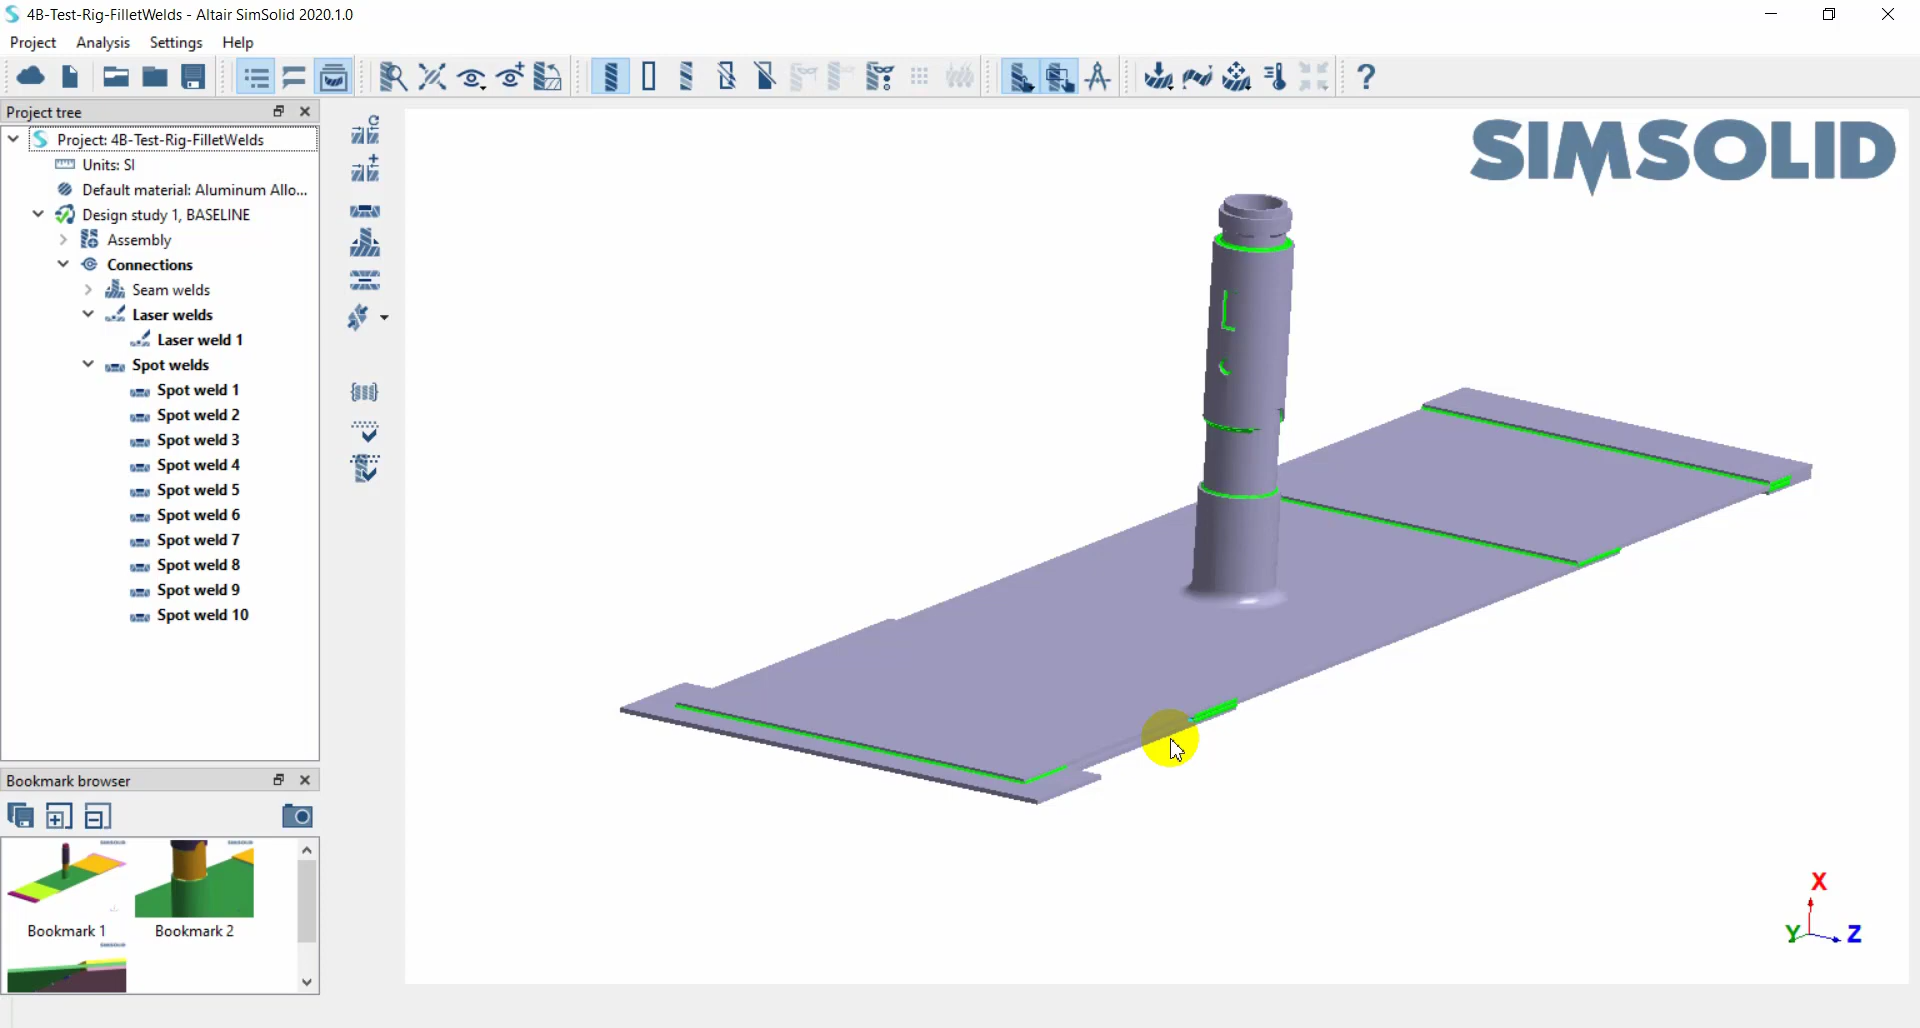 4B-Test-Rig-FilletWelds - Altair SimSolid 2020.1.0
Project Analysis Settings Help
Project tree
Project: 4B-Test-Rig-FilletWelds
Units: SI
Default material: Aluminum Allo...
Design study 1, BASELINE
Assembly
Connections
Seam welds
Laser welds
Laser weld 1
Spot welds
Spot weld 1
Spot weld 2
Spot weld 3
Spot weld 4
Spot weld 5
Spot weld 6
Spot weld 7
Spot weld 8
Spot weld 9
Spot weld 10
Bookmark browser
Bookmark 1
Bookmark 2
SIMSOLID
X
Y
Z